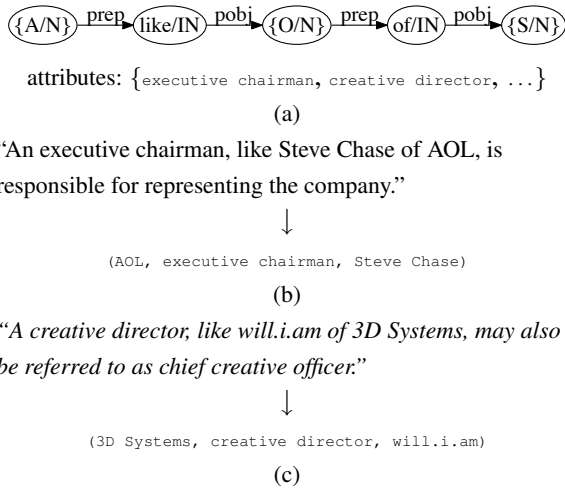 {A/N} prep like/IN pobj {O/N} prep of/IN pobj {S/N}
attributes: {executive chairman, creative director, ...}
(a)
“An executive chairman, like Steve Chase of AOL, is
responsible for representing the company.”
↓
(AOL, executive chairman, Steve Chase)
(b)
“A creative director, like will.i.am of 3D Systems, may also
be referred to as chief creative officer.”
↓
(3D Systems, creative director, will.i.am)
(c)